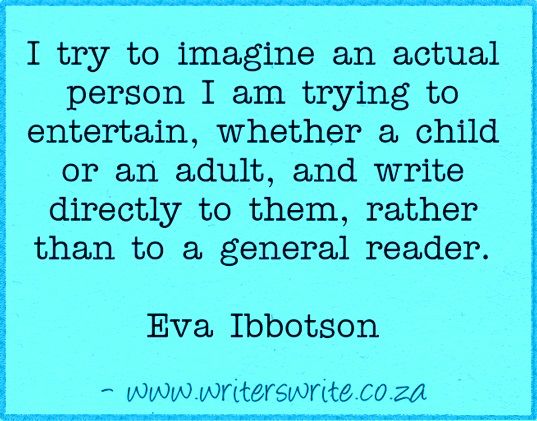 I try to imagine an actual
person I am trying to
entertain, whether a child
or an adult, and write
directly to them, rather
than to a general reader.
Eva Ibbotson
- www.writerswrite.co.za